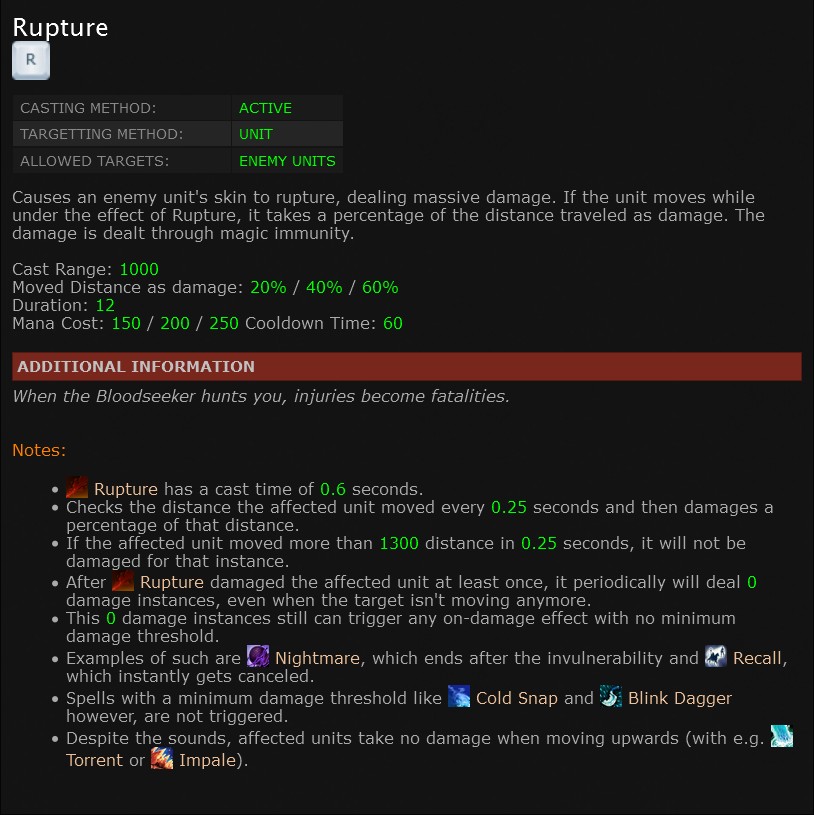 Rupture
R
CASTING METHOD: ACTIVE
TARGETTING METHOD: UNIT
ALLOWED TARGETS: ENEMY UNITS
Causes an enemy unit's skin to rupture, dealing massive damage. If the unit moves while
under the effect of Rupture, it takes a percentage of the distance traveled as damage. The
damage is dealt through magic immunity.
Cast Range: 1000
Moved Distance as damage: 20% / 40% / 60%
Duration: 12
Mana Cost: 150 / 200 / 250 Cooldown Time: 60
ADDITIONAL INFORMATION
When the Bloodseeker hunts you, injuries become fatalities.
Notes:
• Rupture has a cast time of 0.6 seconds.
• Checks the distance the affected unit moved every 0.25 seconds and then damages a
percentage of that distance.
• If the affected unit moved more than 1300 distance in 0.25 seconds, it will not be
damaged for that instance.
• After Rupture damaged the affected unit at least once, it periodically will deal 0
damage instances, even when the target isn't moving anymore.
• This 0 damage instances still can trigger any on-damage effect with no minimum
damage threshold.
• Examples of such are Nightmare, which ends after the invulnerability and Recall,
which instantly gets canceled.
• Spells with a minimum damage threshold like Cold Snap and Blink Dagger
however, are not triggered.
• Despite the sounds, affected units take no damage when moving upwards (with e.g.
Torrent or Impale).